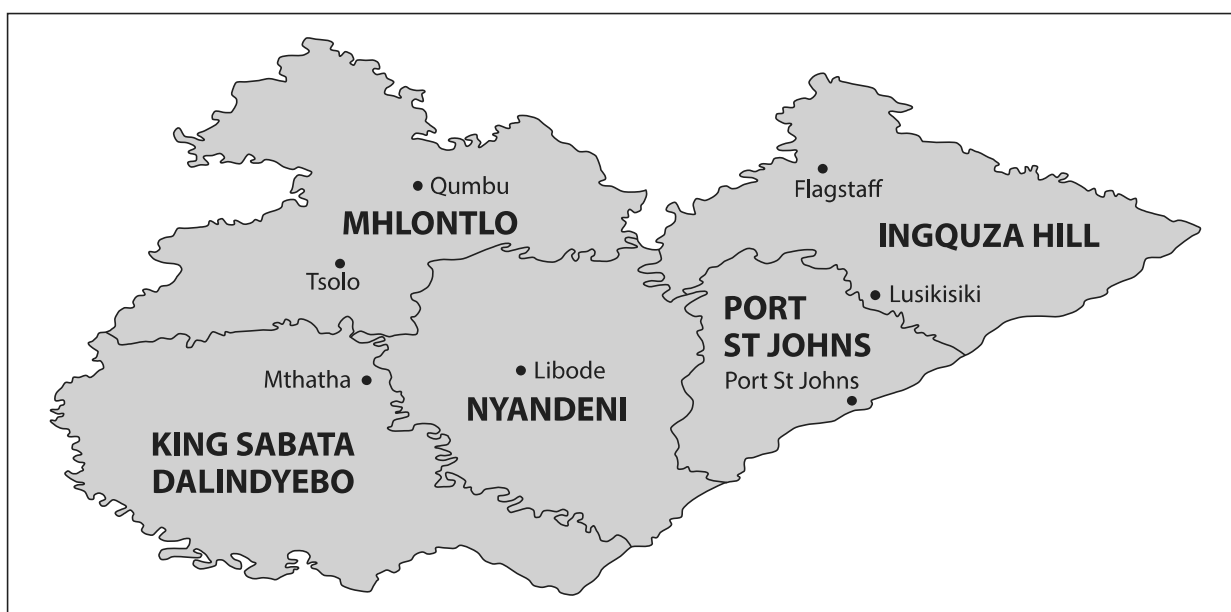 Qumbu
MHLONTLO
Tsolo
Flagstaff
INGQUZA HILL
Lusikisiki
PORT
ST JOHNS
Port St Johns
Libode
NYANDENI
Mthatha
KING SABATA
DALINDYEBO